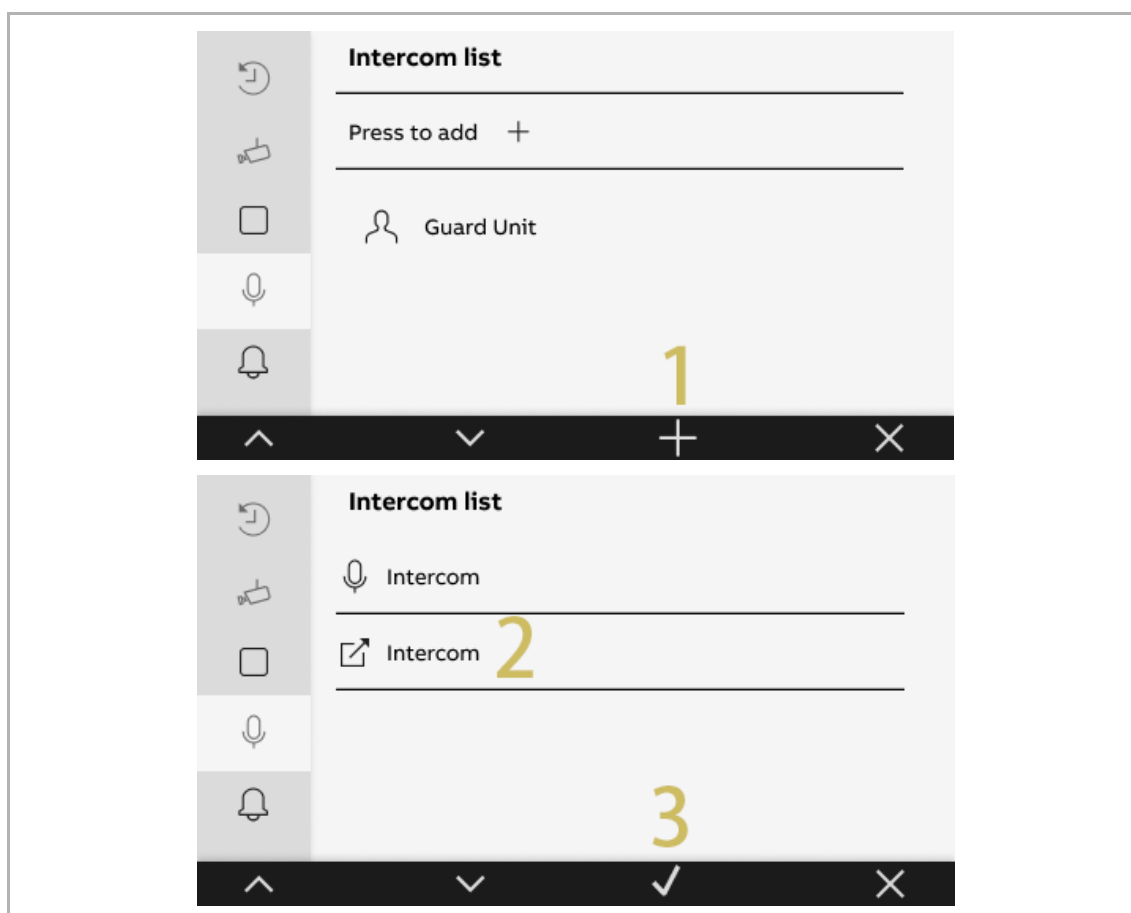 Intercom list
Press to add +
Guard Unit
1
Intercom list
Intercom
Intercom 2
3